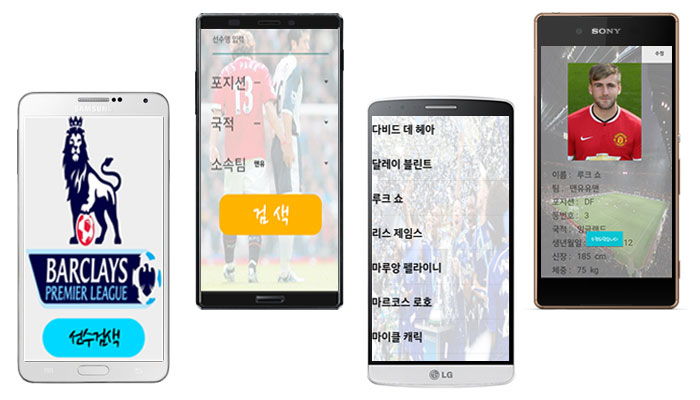 SAMSUNG
BARCLAYS
PREMIER LEAGUE
선수검색
선수명 입력
포지션 --
국적 --
소속팀 맨유
검색
다비드 데 헤아
달레이 블린트
루크 쇼
리스 제임스
마루앙 펠라이니
마르코스 로호
마이클 캐릭
LG
SONY
수정
이름 : 루크 쇼
팀 : 맨유유맨
포지션 : DF
등번호 : 3
국적 : 잉글랜드
생년월일 12
신장 : 185 cm
체중 : 75 kg